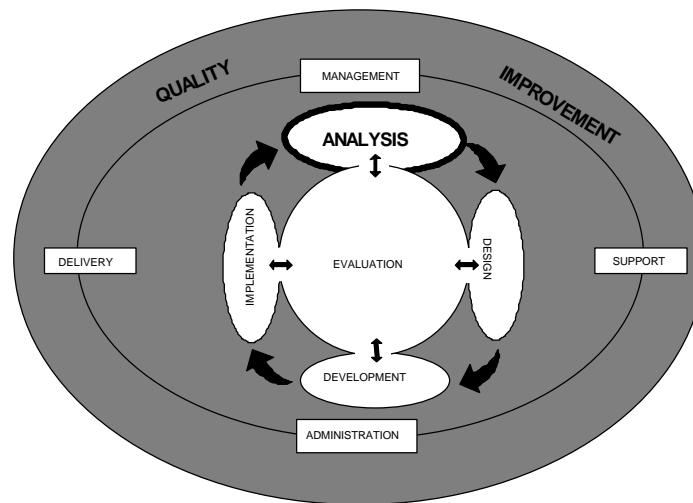 QUALITY
IMPROVEMENT
MANAGEMENT
ANALYSIS
DELIVERY
IMPLEMENTATION
EVALUATION
DESIGN
SUPPORT
DEVELOPMENT
ADMINISTRATION